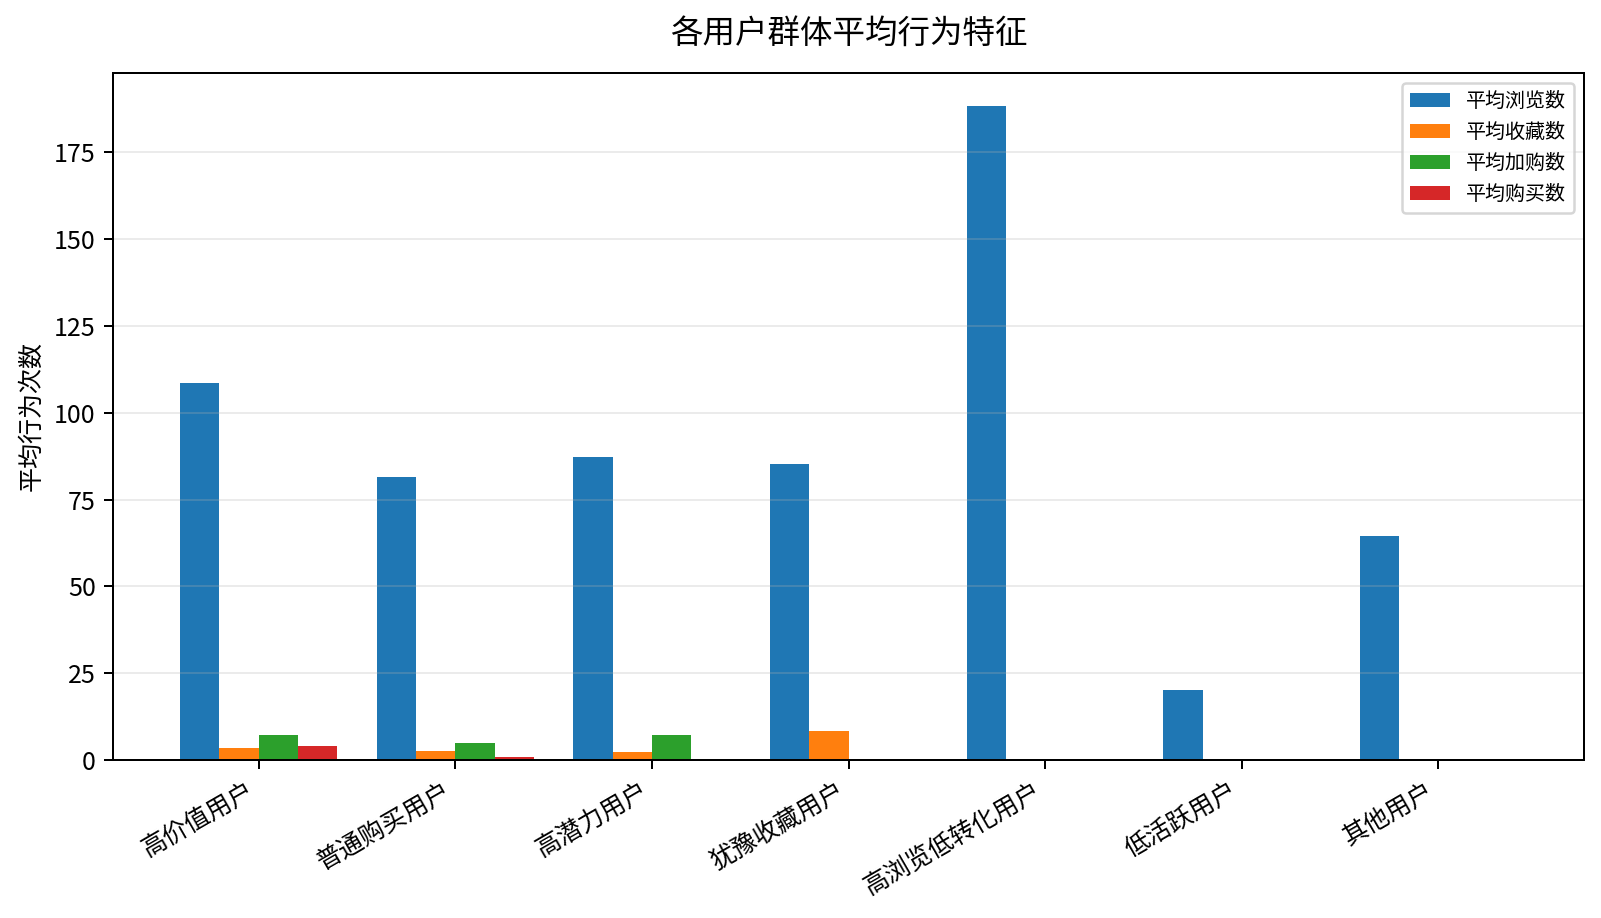 各用户群体平均行为特征
平均浏览数
平均收藏数
平均加购数
平均购买数
平均行为次数
175
150
125
100
75
50
25
0
高价值用户
普通购买用户
高潜力用户
犹豫收藏用户
高浏览低转化用户
低活跃用户
其他用户